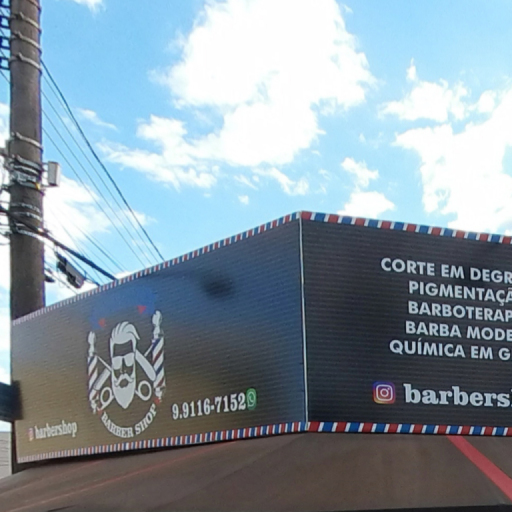 barbershop
BARBER SHOP
9.9116-7152
CORTE EM DEGR
PIGMENTAÇÃ
BARBOTERAP
BARBA MODE
QUÍMICA EM G
barbers